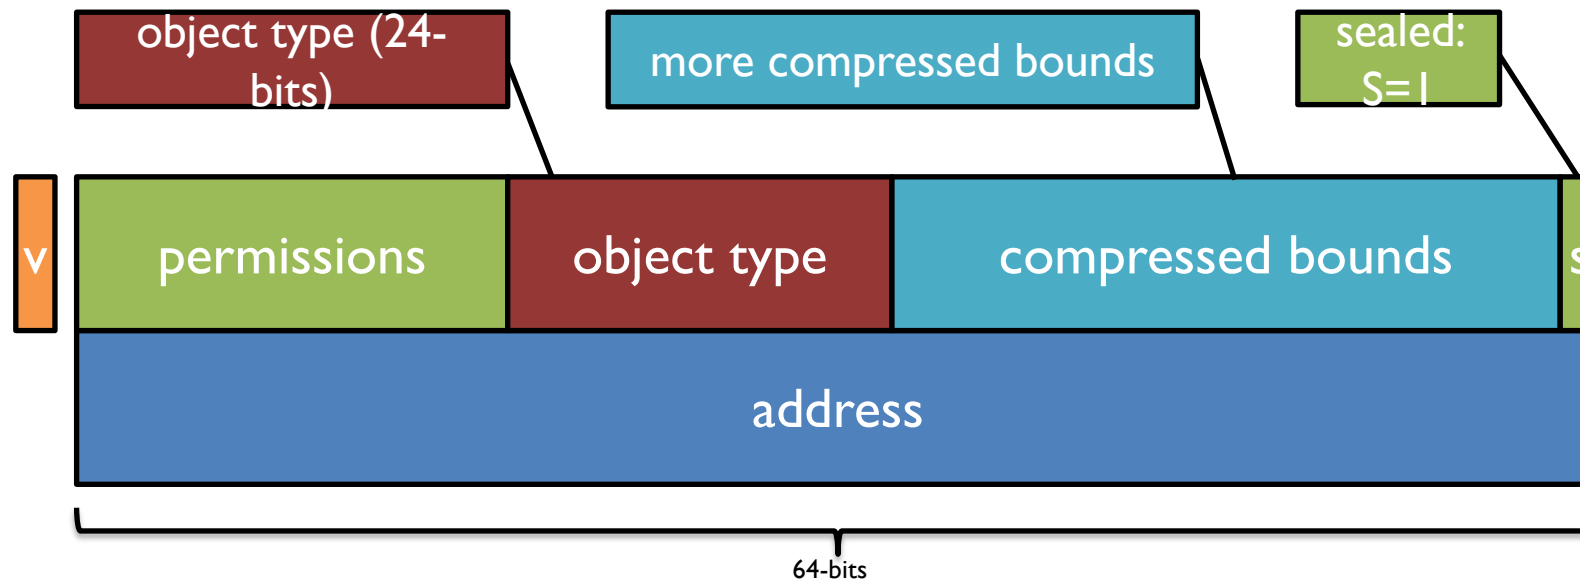 object type (24-
bits)
more compressed bounds
sealed:
S=1
v
permissions
object type
compressed bounds
s
address
64-bits